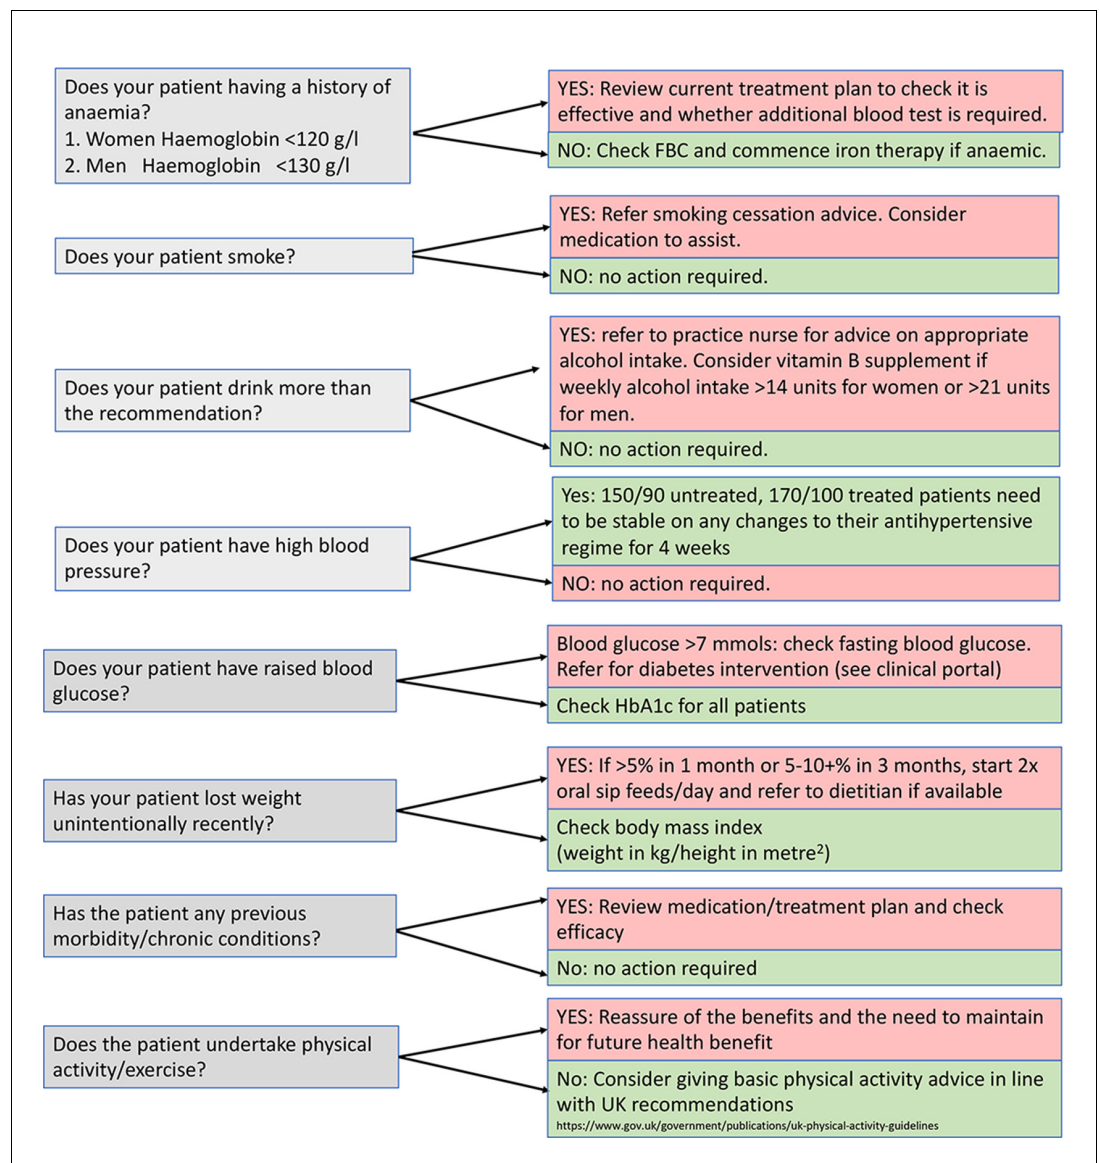 Does your patient having a history of
anaemia?
1. Women Haemoglobin <120 g/l
2. Men Haemoglobin <130 g/l
YES: Review current treatment plan to check it is
effective and whether additional blood test is required.
NO: Check FBC and commence iron therapy if anaemic.
Does your patient smoke?
YES: Refer smoking cessation advice. Consider
medication to assist.
NO: no action required.
Does your patient drink more than
the recommendation?
YES: refer to practice nurse for advice on appropriate
alcohol intake. Consider vitamin B supplement if
weekly alcohol intake >14 units for women or >21 units
for men.
NO: no action required.
Does your patient have high blood
pressure?
Yes: 150/90 untreated, 170/100 treated patients need
to be stable on any changes to their antihypertensive
regime for 4 weeks
NO: no action required.
Does your patient have raised blood
glucose?
Blood glucose >7 mmols: check fasting blood glucose.
Refer for diabetes intervention (see clinical portal)
Check HbA1c for all patients
Has your patient lost weight
unintentionally recently?
YES: If >5% in 1 month or 5-10+% in 3 months, start 2x
oral sip feeds/day and refer to dietitian if available
Check body mass index
(weight in kg/height in metre²)
Has the patient any previous
morbidity/chronic conditions?
YES: Review medication/treatment plan and check
efficacy
No: no action required
Does the patient undertake physical
activity/exercise?
YES: Reassure of the benefits and the need to maintain
for future health benefit
No: Consider giving basic physical activity advice in line
with UK recommendations
https://www.gov.uk/government/publications/uk-physical-activity-guidelines